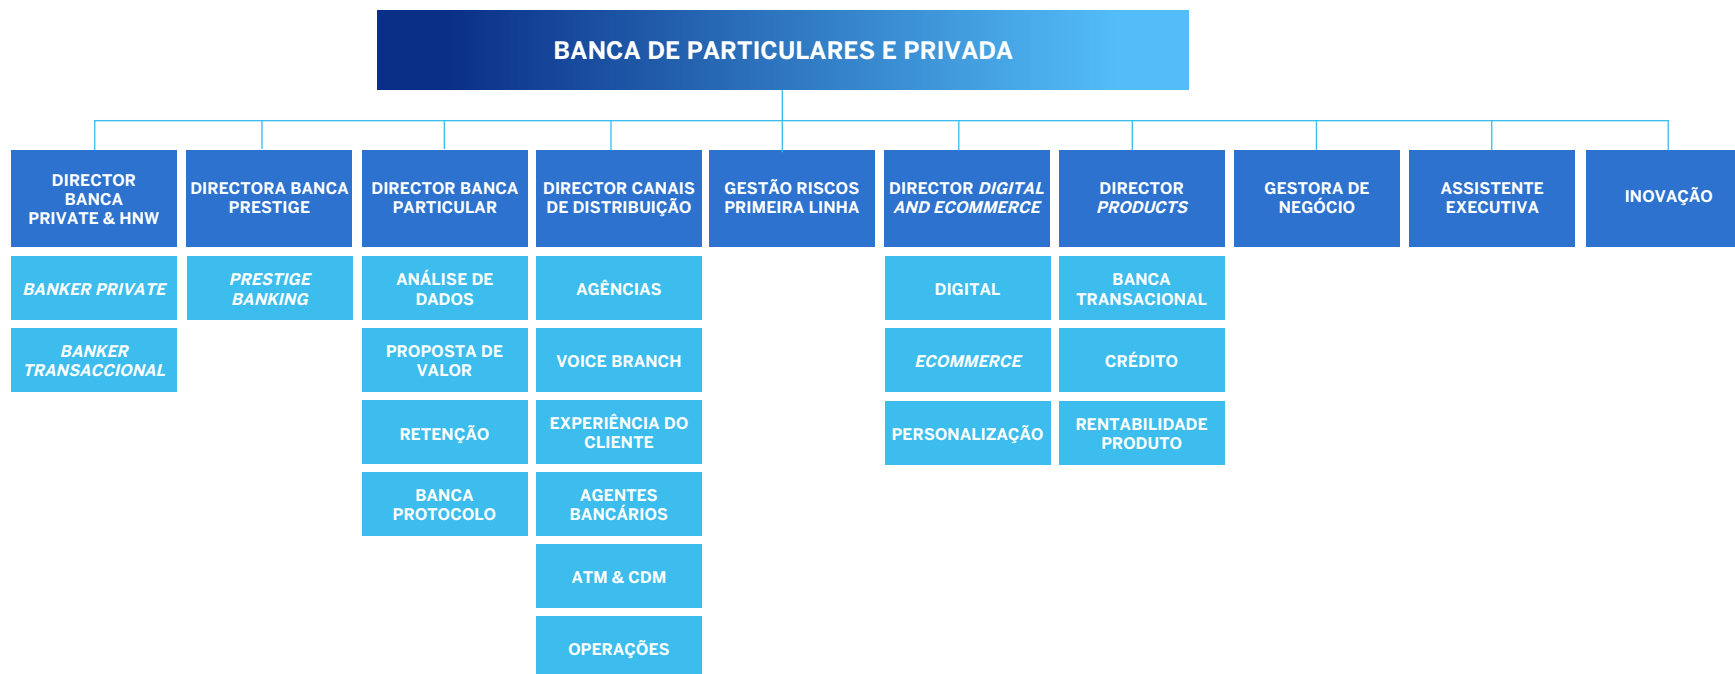 BANCA DE PARTICULARES E PRIVADA
DIRECTOR
BANCA
PRIVATE & HNW
DIRECTORA BANCA
PRESTIGE
DIRECTOR BANCA
PARTICULAR
DIRECTOR CANAIS
DE DISTRIBUIÇÃO
GESTÃO RISCOS
PRIMEIRA LINHA
DIRECTOR DIGITAL
AND ECOMMERCE
DIRECTOR
PRODUCTS
GESTORA DE
NEGÓCIO
ASSISTENTE
EXECUTIVA
INOVAÇÃO
BANKER PRIVATE
BANKER
TRANSACCIONAL
PRESTIGE
BANKING
ANÁLISE DE
DADOS
PROPOSTA DE
VALOR
RETENÇÃO
BANCA
PROTOCOLO
AGÊNCIAS
VOICE BRANCH
EXPERIÊNCIA DO
CLIENTE
AGENTES
BANCÁRIOS
ATM & CDM
OPERAÇÕES
DIGITAL
ECOMMERCE
PERSONALIZAÇÃO
BANCA
TRANSACIONAL
CRÉDITO
RENTABILIDADE
PRODUTO